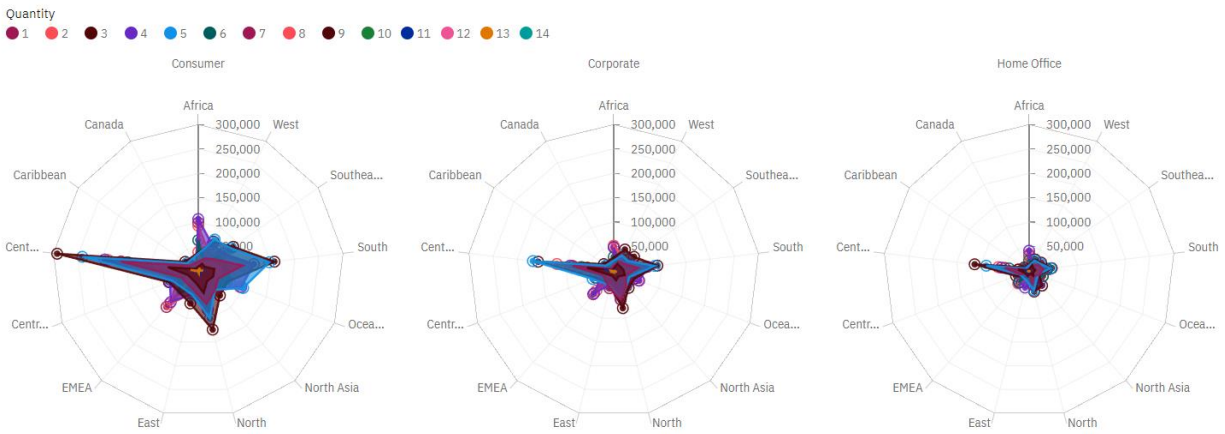 Quantity
1 2 3 4 5 6 7 8 9 10 11 12 13 14
Consumer Corporate Home Office
Africa Africa Africa
Canada 300,000 West Canada 300,000 West Canada 300,000 West
250,000 250,000 250,000
Caribbean 200,000 Southea... Caribbean 200,000 Southea... Caribbean 200,000 Southea...
150,000 150,000 150,000
100,000 100,000 100,000
Cent... South Cent... 50,000 South Cent... 50,000 South
Centr... Ocea... Centr... Ocea... Centr... Ocea...
EMEA North Asia EMEA North Asia EMEA North Asia
East North East North East North